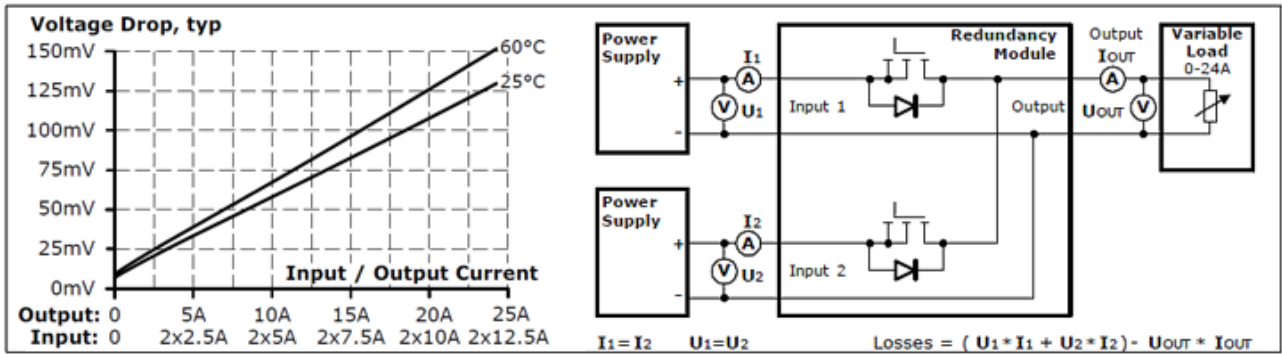 Voltage Drop, typ
150mV
125mV
100mV
75mV
50mV
25mV
0mV
60°C
25°C
Input / Output Current
Output: 0 5A 10A 15A 20A 25A
Input: 0 2x2.5A 2x5A 2x7.5A 2x10A 2x12.5A
Power
Supply
+
-
I1
A
V U1
Input 1
Redundancy
Module
Output
Output
IOUT
A
UOUT V
Variable
Load
0-24A
Power
Supply
+
-
I2
A
V U2
Input 2
I1=I2 U1=U2 Losses = ( U1*I1 + U2*I2)- UOUT * IOUT